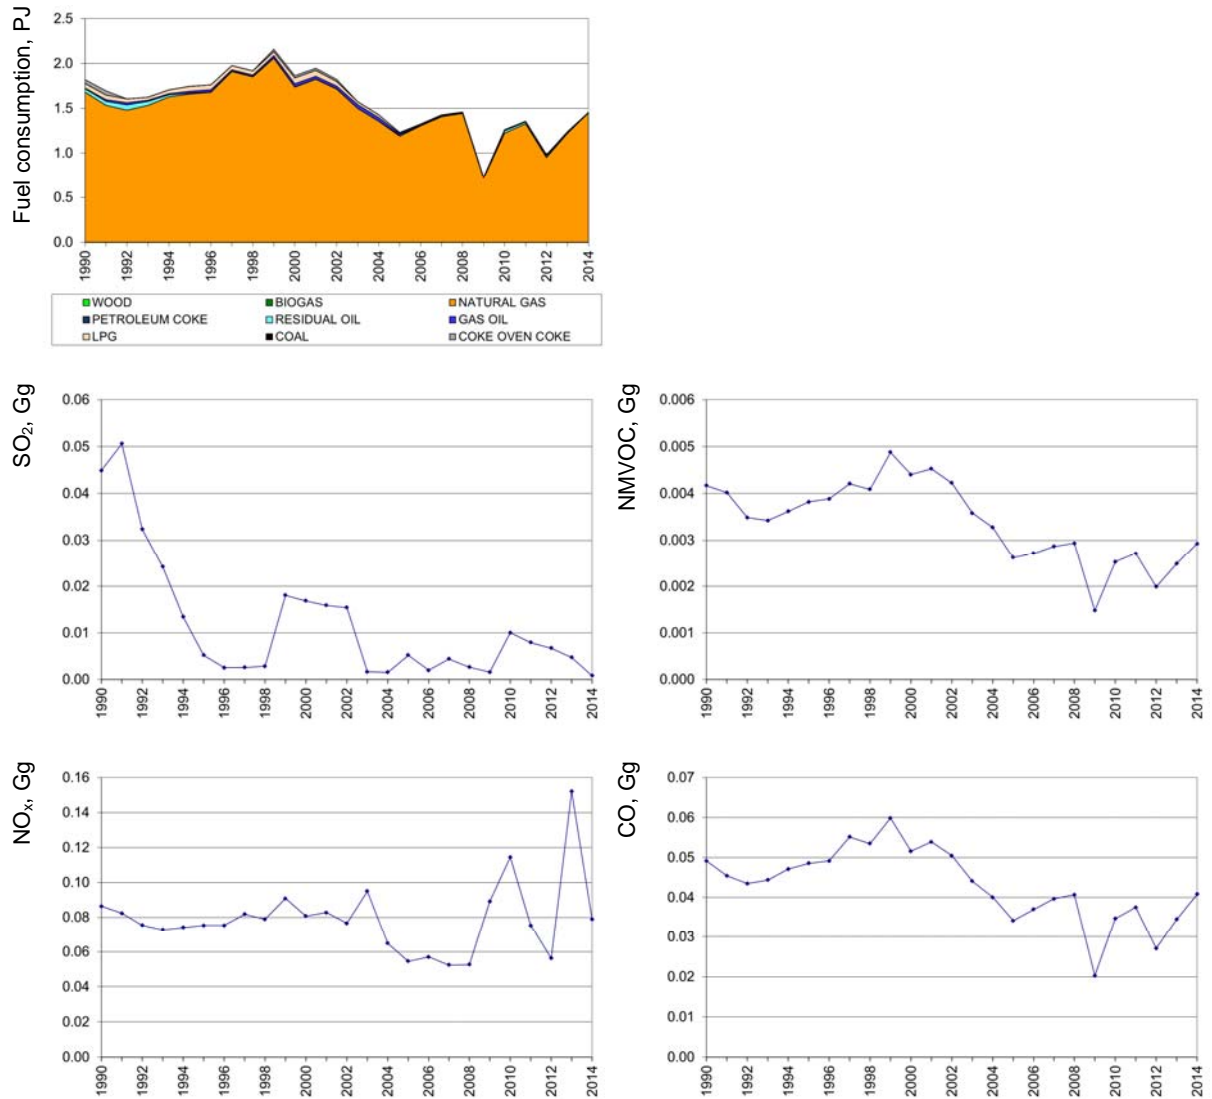 Fuel consumption, PJ
2.5
2.0
1.5
1.0
0.5
0.0
1990 1992 1994 1996 1998 2000 2002 2004 2006 2008 2010 2012 2014
WOOD BIOGAS NATURAL GAS
PETROLEUM COKE RESIDUAL OIL GAS OIL
LPG COAL COKE OVEN COKE
SO₂, Gg
0.06
0.05
0.04
0.03
0.02
0.01
0.00
1990 1992 1994 1996 1998 2000 2002 2004 2006 2008 2010 2012 2014
NMVOC, Gg
0.006
0.005
0.004
0.003
0.002
0.001
0.000
1990 1992 1994 1996 1998 2000 2002 2004 2006 2008 2010 2012 2014
NOₓ, Gg
0.16
0.14
0.12
0.10
0.08
0.06
0.04
0.02
0.00
1990 1992 1994 1996 1998 2000 2002 2004 2006 2008 2010 2012 2014
CO, Gg
0.07
0.06
0.05
0.04
0.03
0.02
0.01
0.00
1990 1992 1994 1996 1998 2000 2002 2004 2006 2008 2010 2012 2014